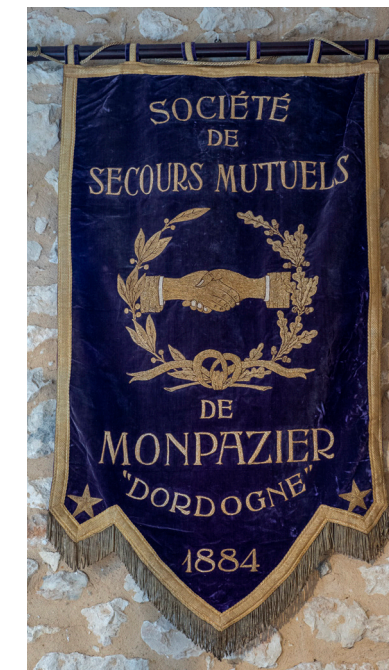 SOCIÉTÉ
DE
SECOURS MUTUELS
DE
MONPAZIER
"DORDOGNE"
1884